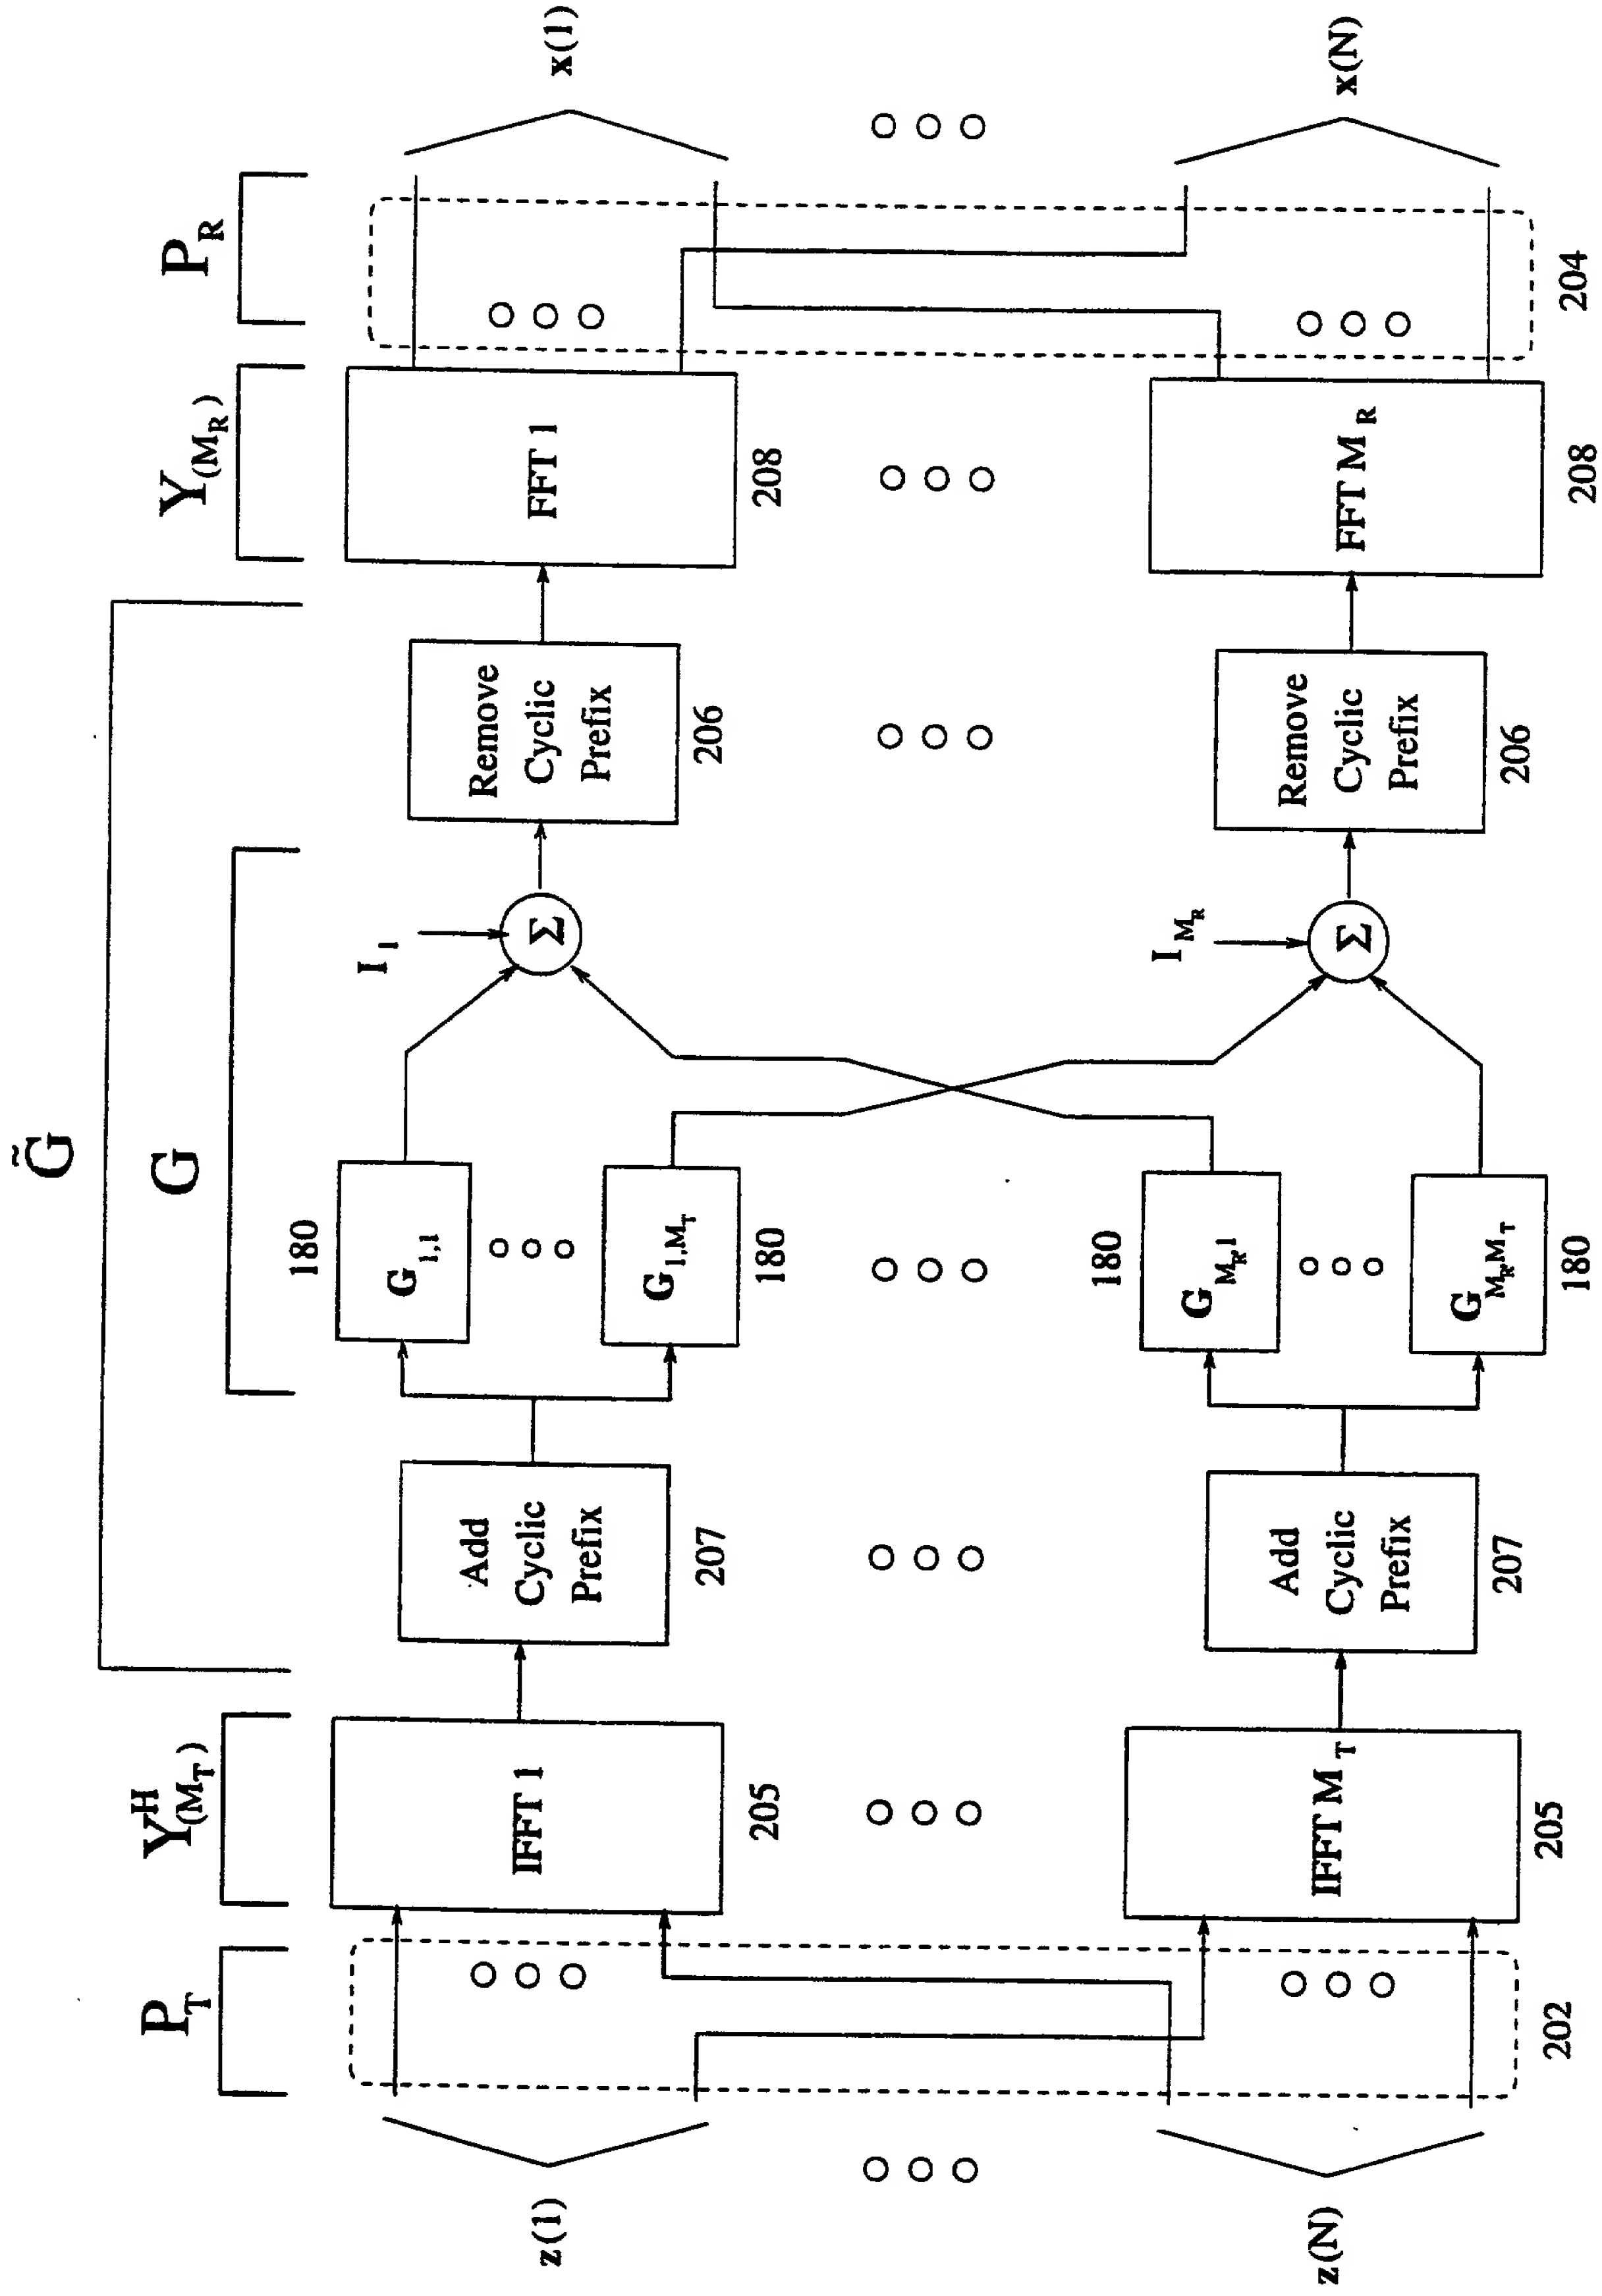 G̃
P_T
Y^H_(M_T)
G
Y_(M_R)
P_R
z(1)
IFFT 1
205
Add
Cyclic
Prefix
207
180
G_1,1
G_1,M_T
180
I_1
Σ
Remove
Cyclic
Prefix
206
FFT 1
208
x(1)
z(N)
202
IFFT M_T
205
Add
Cyclic
Prefix
207
180
G_M_R,1
G_M_R,M_T
180
I_M_R
Σ
Remove
Cyclic
Prefix
206
FFT M_R
208
204
x(N)